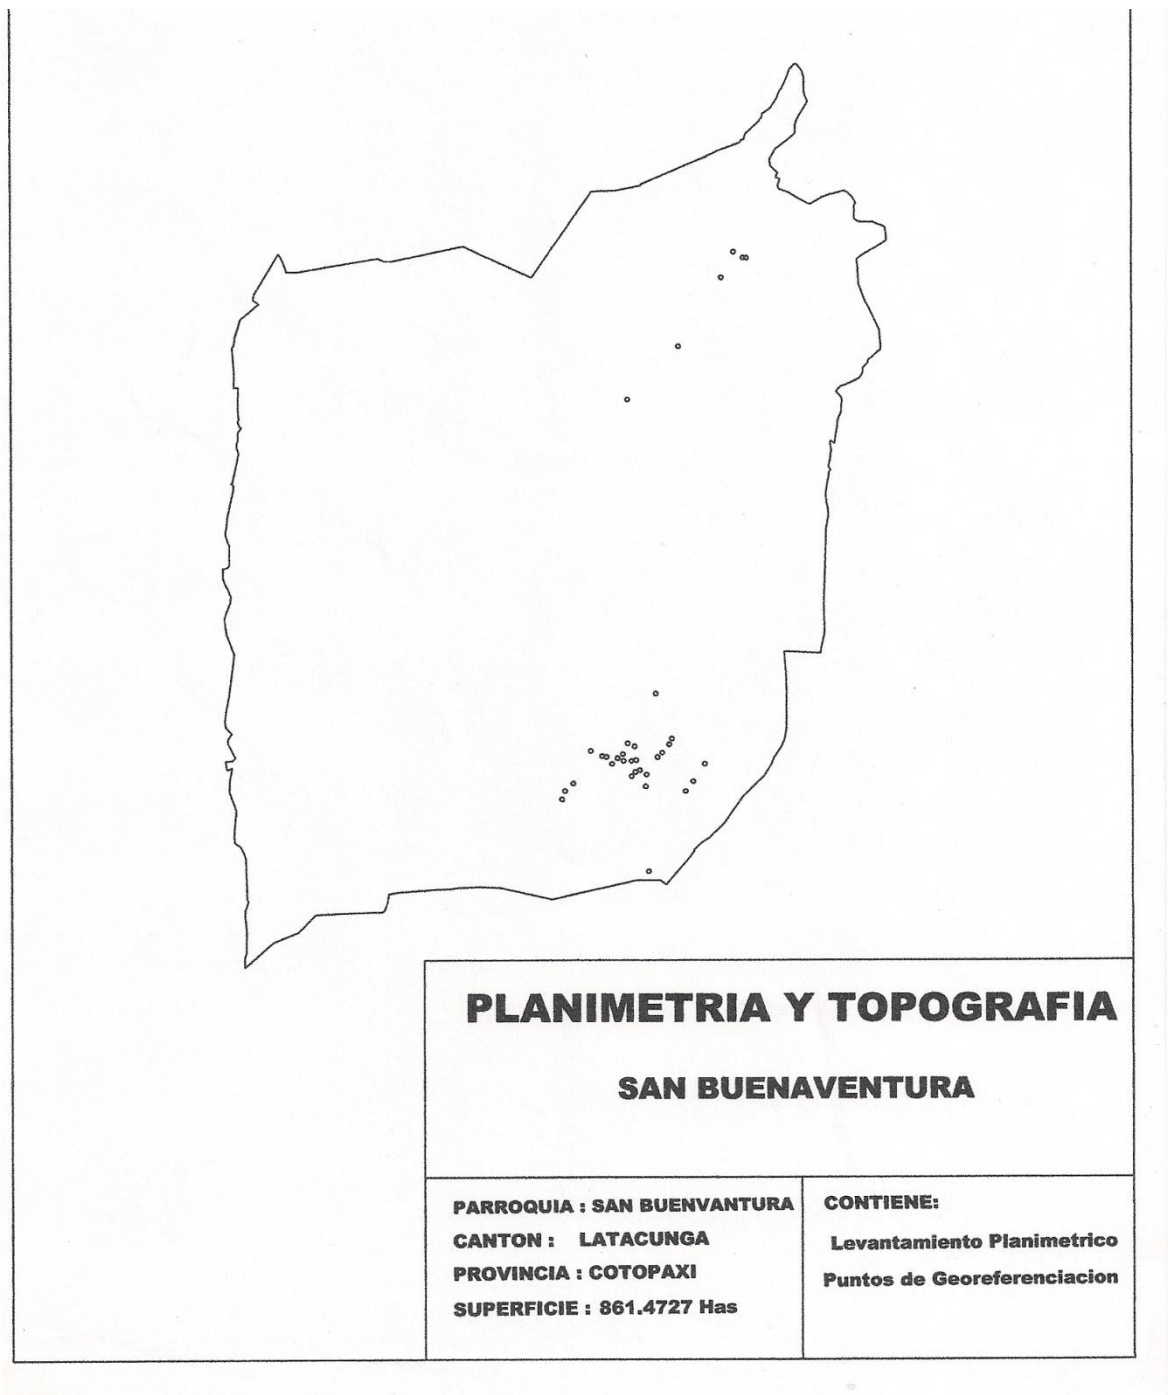 PLANIMETRIA Y TOPOGRAFIA
SAN BUENAVENTURA
PARROQUIA : SAN BUENVANTURA
CANTON : LATACUNGA
PROVINCIA : COTOPAXI
SUPERFICIE : 861.4727 Has
CONTIENE:
Levantamiento Planimetrico
Puntos de Georeferenciacion